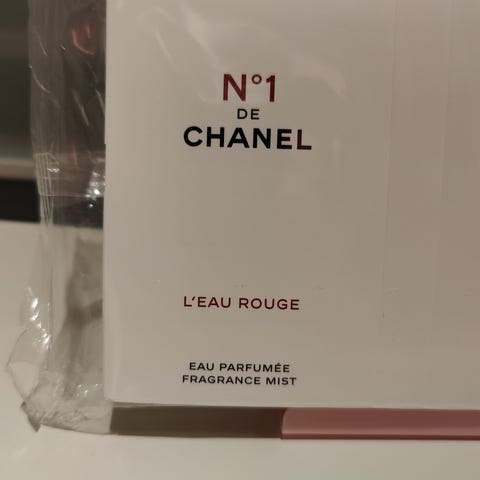 N°1
DE
CHANEL
L'EAU ROUGE
EAU PARFUMÉE
FRAGRANCE MIST